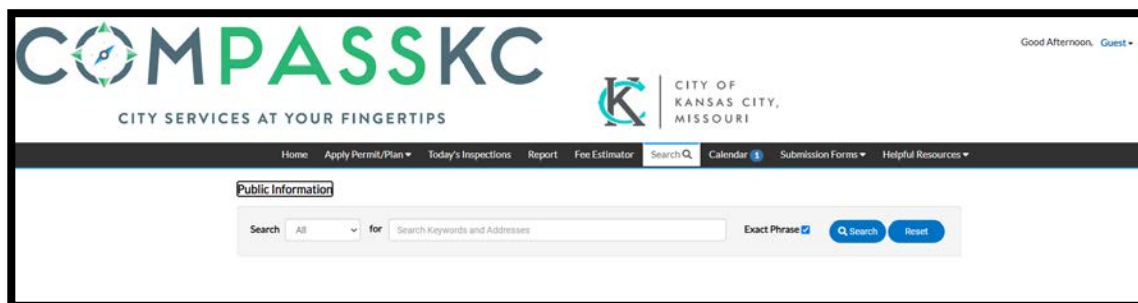 COMPASSKC
CITY SERVICES AT YOUR FINGERTIPS
KC
CITY OF
KANSAS CITY,
MISSOURI
Good Afternoon, Guest
Home Apply Permit/Plan Today's Inspections Report Fee Estimator Search Calendar 1 Submission Forms Helpful Resources
Public Information
Search All for Search Keywords and Addresses Exact Phrase Search Reset